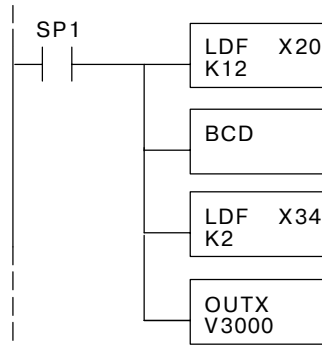 SP1
LDF X20
K12
BCD
LDF X34
K2
OUTX
V3000